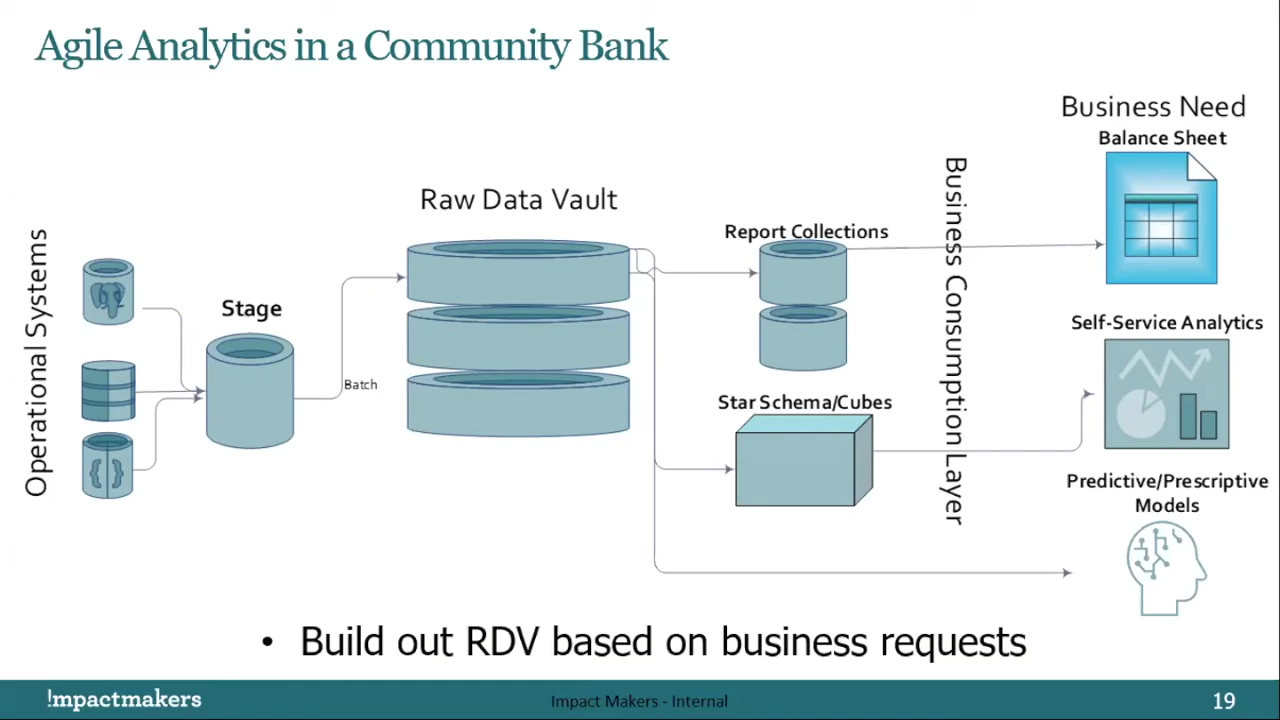 Agile Analytics in a Community Bank
Business Need
Balance Sheet
Raw Data Vault
Report Collections
Operational Systems
Stage
Batch
Business Consumption Layer
Self-Service Analytics
Star Schema/Cubes
Predictive/Prescriptive
Models
{ }
• Build out RDV based on business requests
!mpactmakers
Impact Makers - Internal
19